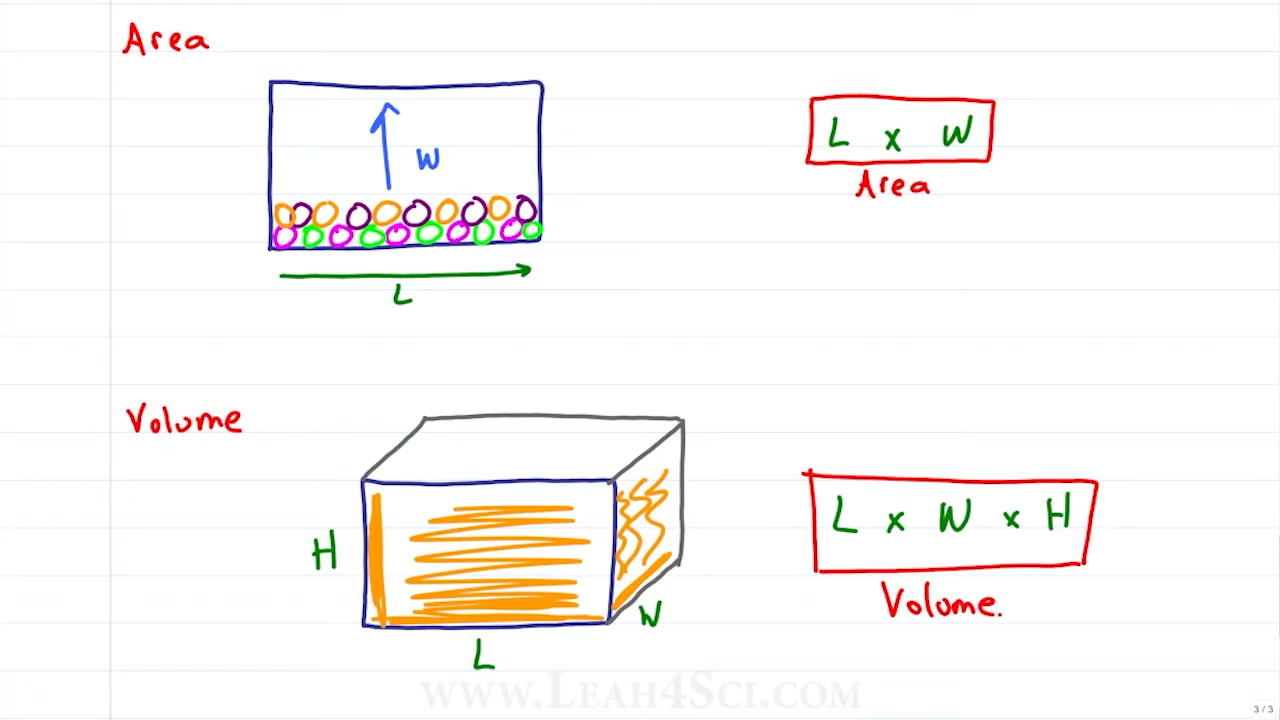 Area
W
L
L x W
Area
Volume
H
W
L
L x W x H
Volume.
www.Leah4Sci.com
3 / 3